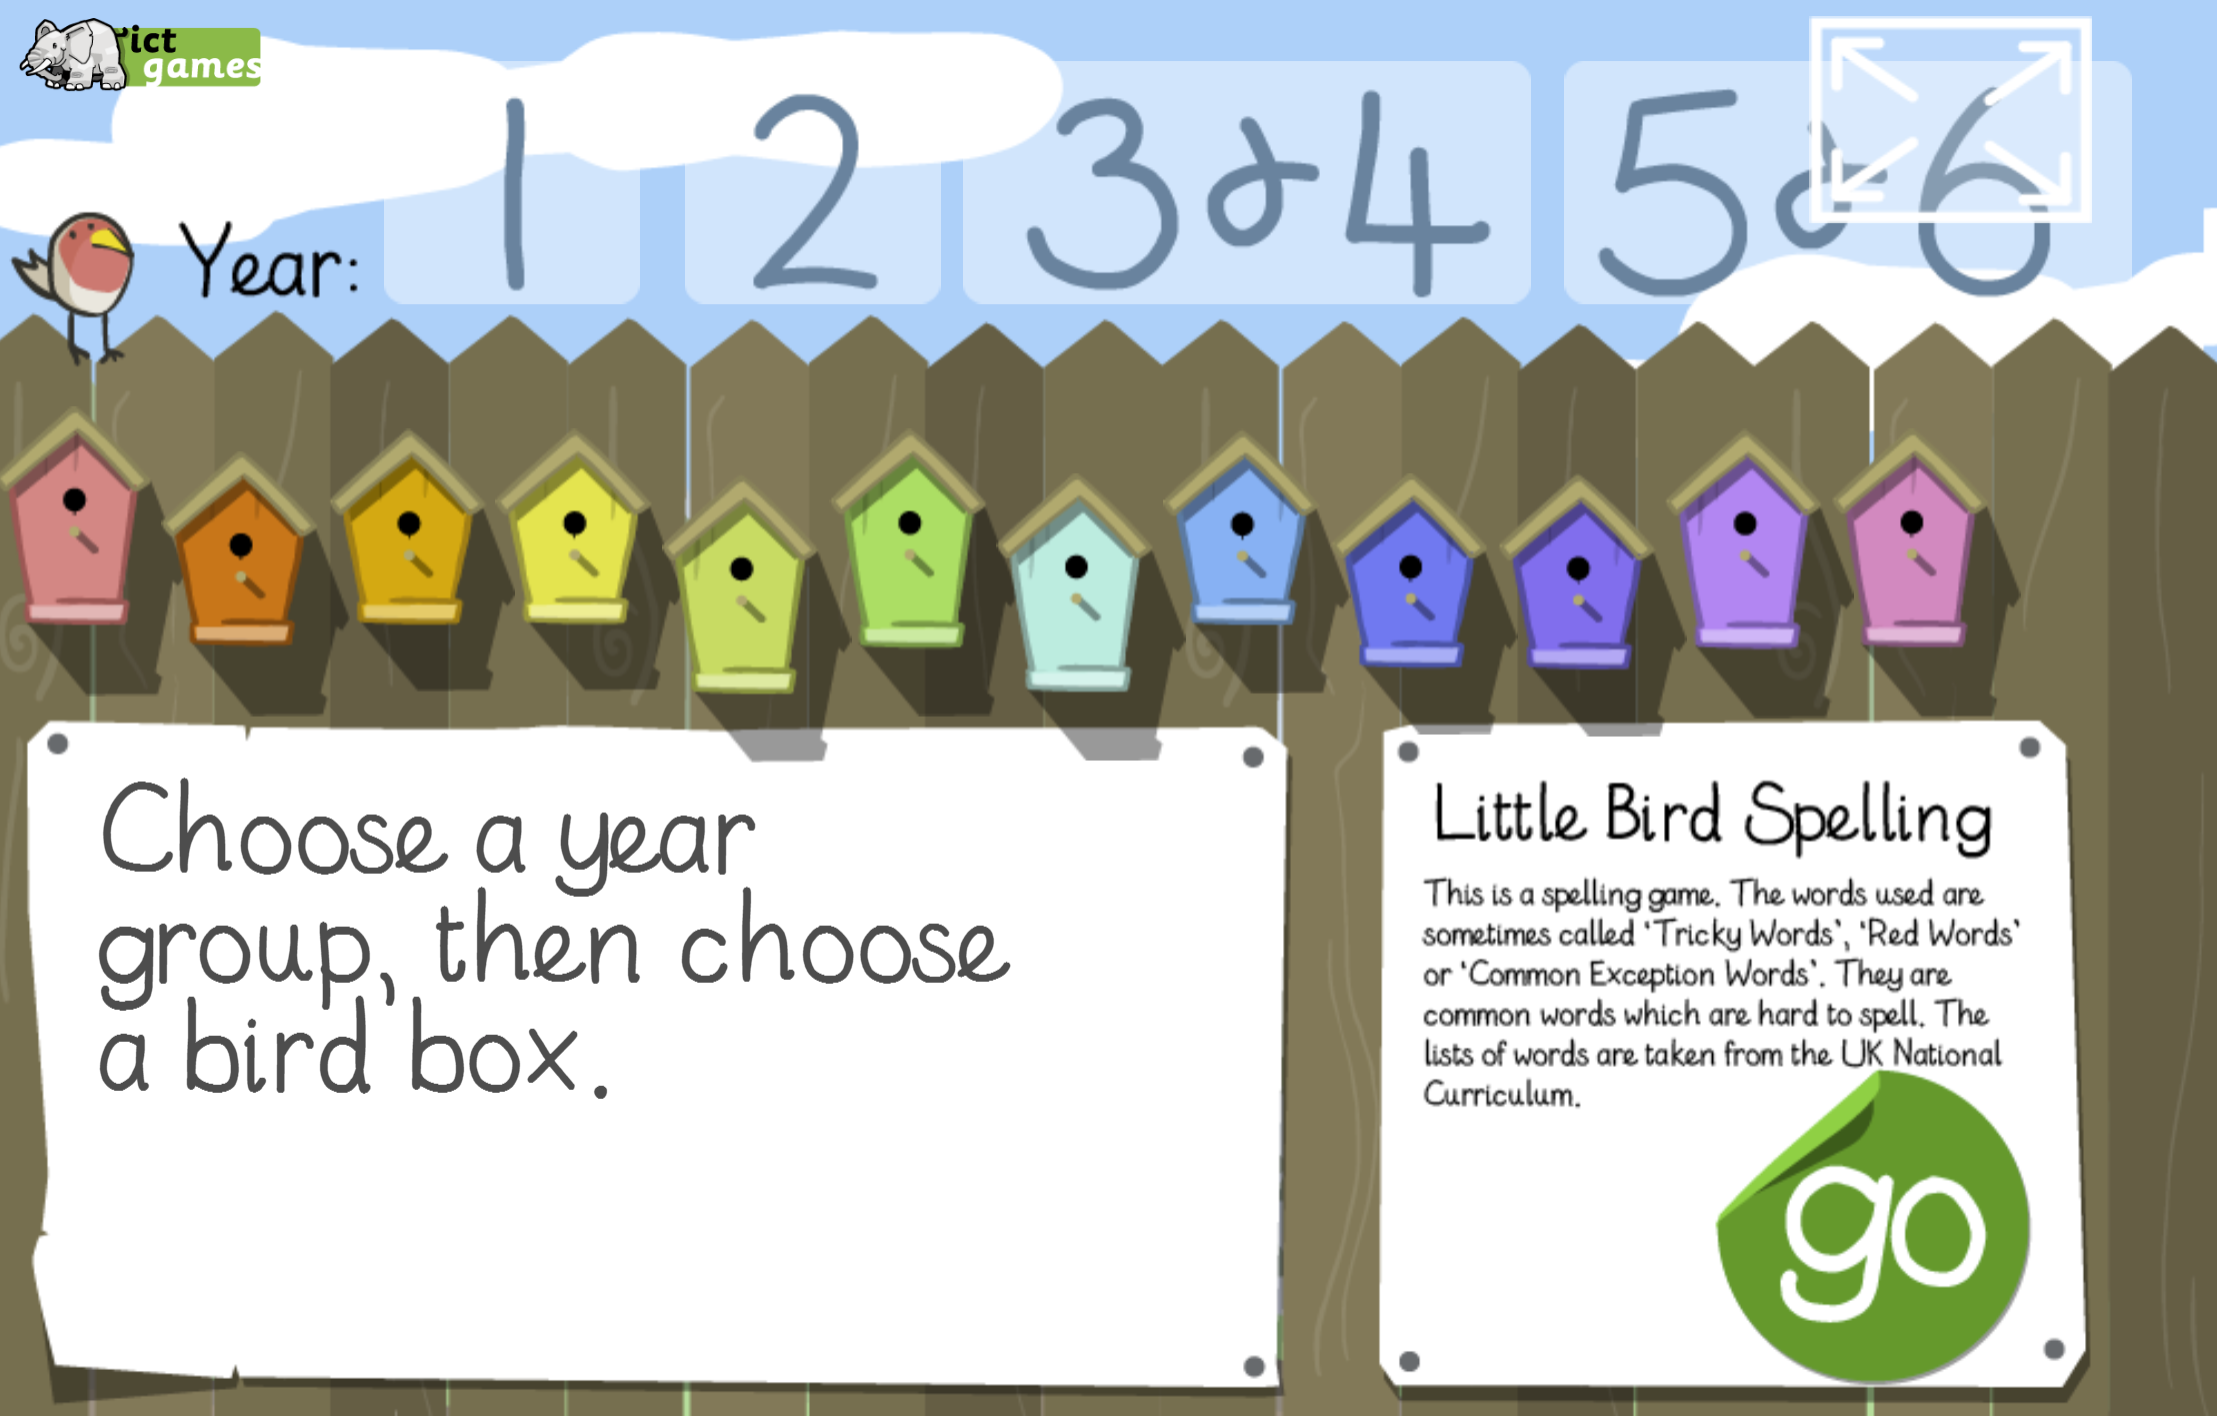 ict
games
Year:
1
2
3&4
5&6
Choose a year
group, then choose
a bird box.
Little Bird Spelling
This is a spelling game. The words used are
sometimes called ‘Tricky Words’, ‘Red Words’
or ‘Common Exception Words’. They are
common words which are hard to spell. The
lists of words are taken from the UK National
Curriculum.
go